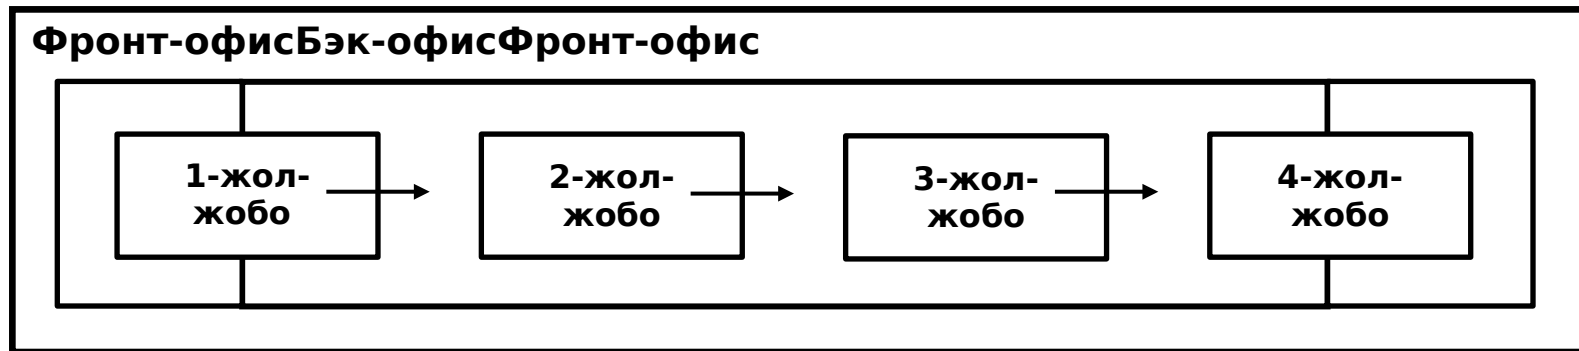 Фронт-офисБэк-офисФронт-офис
1-жол-
жобо
2-жол-
жобо
3-жол-
жобо
4-жол-
жобо